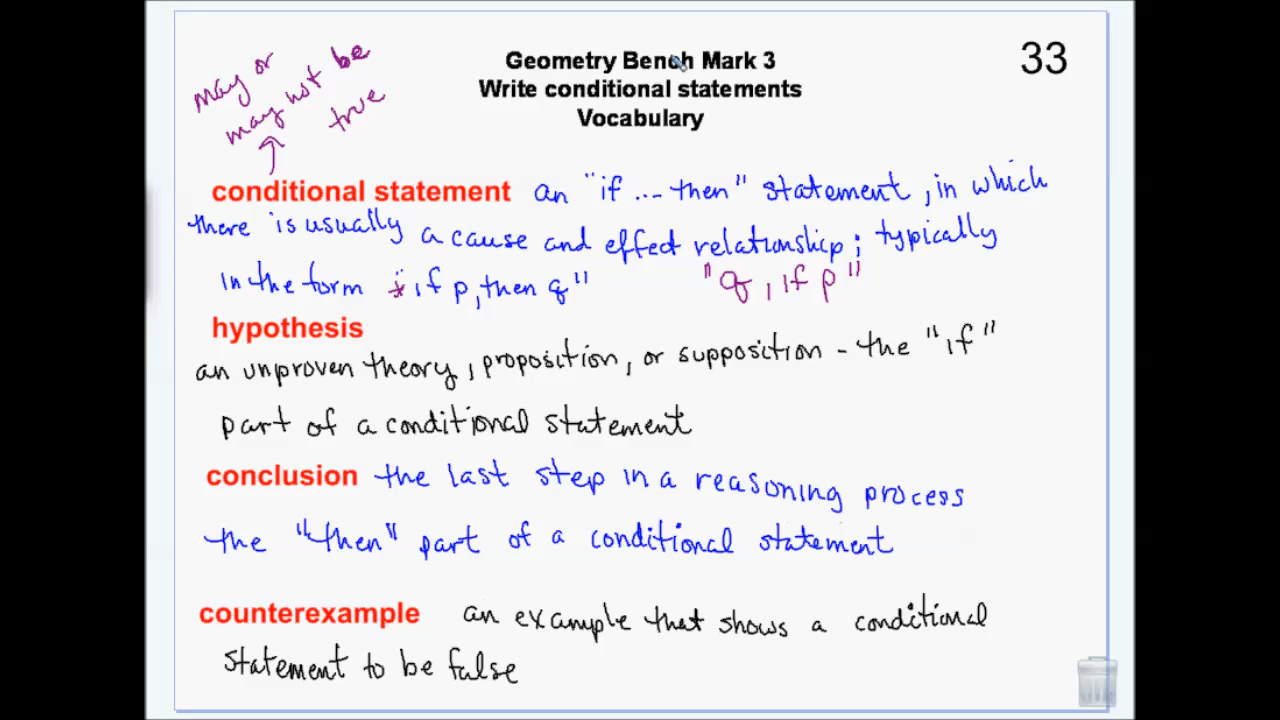 33
Geometry Bench Mark 3
Write conditional statements
Vocabulary
may or
may not be
true
conditional statement an "if ... then" statement, in which
there is usually a cause and effect relationship; typically
in the form "if p, then q" "q, if p"
hypothesis
an unproven theory, proposition, or supposition - the "if"
part of a conditional statement
conclusion the last step in a reasoning process
the "then" part of a conditional statement
counterexample an example that shows a conditional
statement to be false